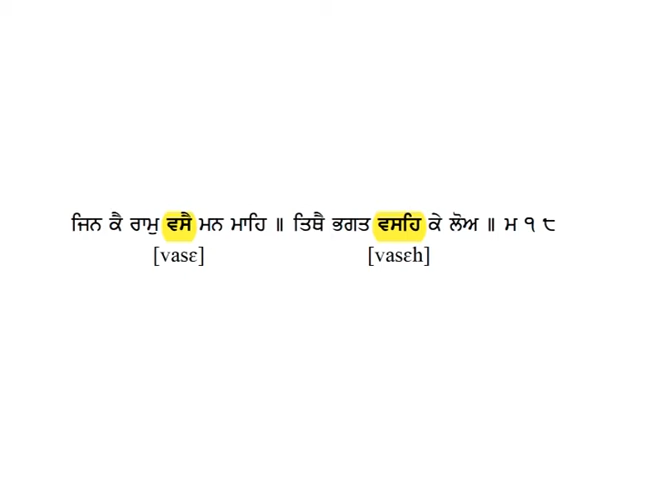 ਜਿਨ ਕੈ ਰਾਮੁ ਵਸੈ ਮਨ ਮਾਹਿ ॥ ਤਿਥੈ ਭਗਤ ਵਸਹਿ ਕੇ ਲੋਅ ॥ ਮ ੧ ੮
[vasɛ] [vasɛh]